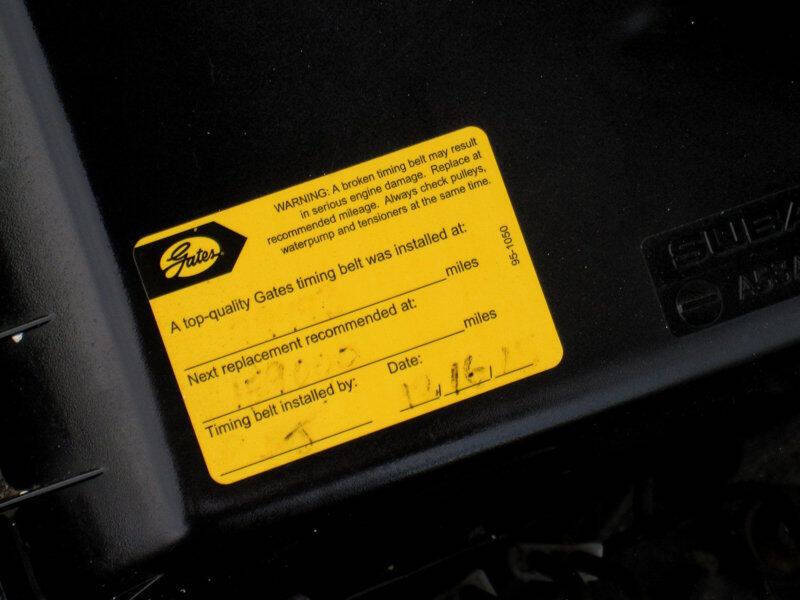 WARNING: A broken timing belt may result
in serious engine damage. Replace at
recommended mileage. Always check pulleys,
waterpump and tensioners at the same time.
Gates
95-1050
A top-quality Gates timing belt was installed at:
miles
Next replacement recommended at:
miles
Timing belt installed by: Date:
J